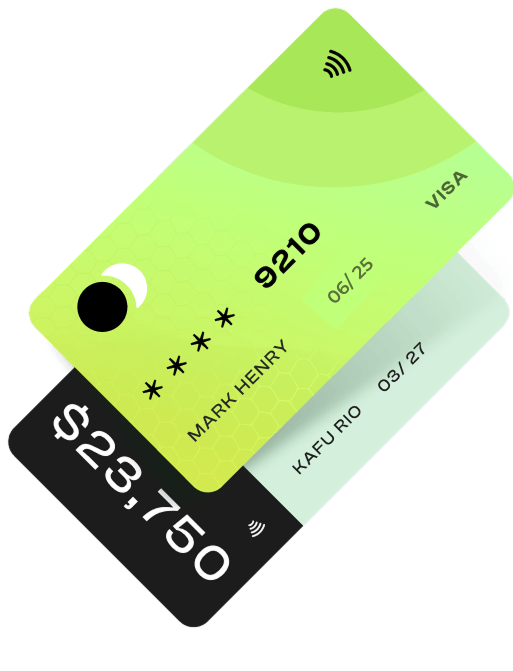 VISA
* * * * 9210
06/ 25
MARK HENRY
03/ 27
KAFU RIO
$23,750